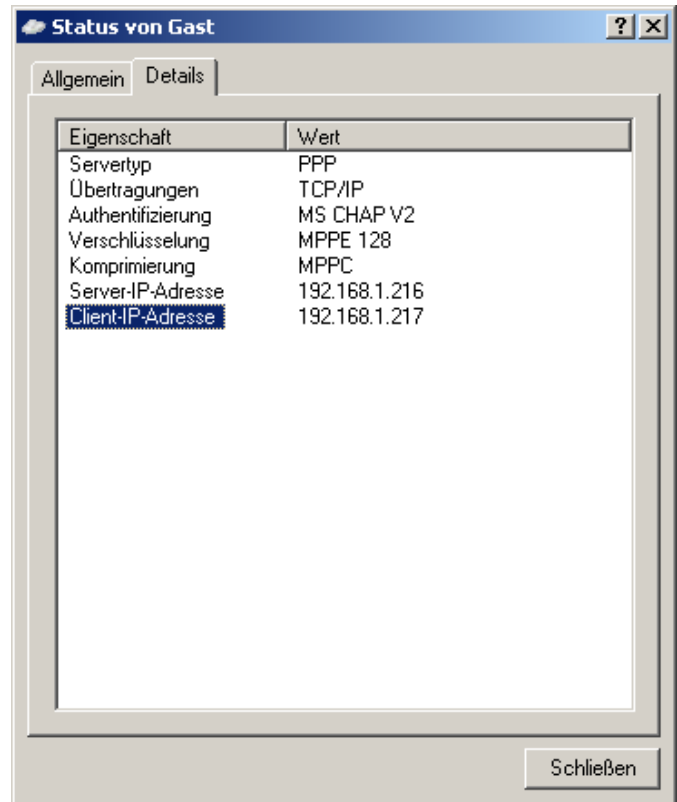 Status von Gast
Allgemein Details
Eigenschaft Wert
Servertyp PPP
Übertragungen TCP/IP
Authentifizierung MS CHAP V2
Verschlüsselung MPPE 128
Komprimierung MPPC
Server-IP-Adresse 192.168.1.216
Client-IP-Adresse 192.168.1.217
Schließen